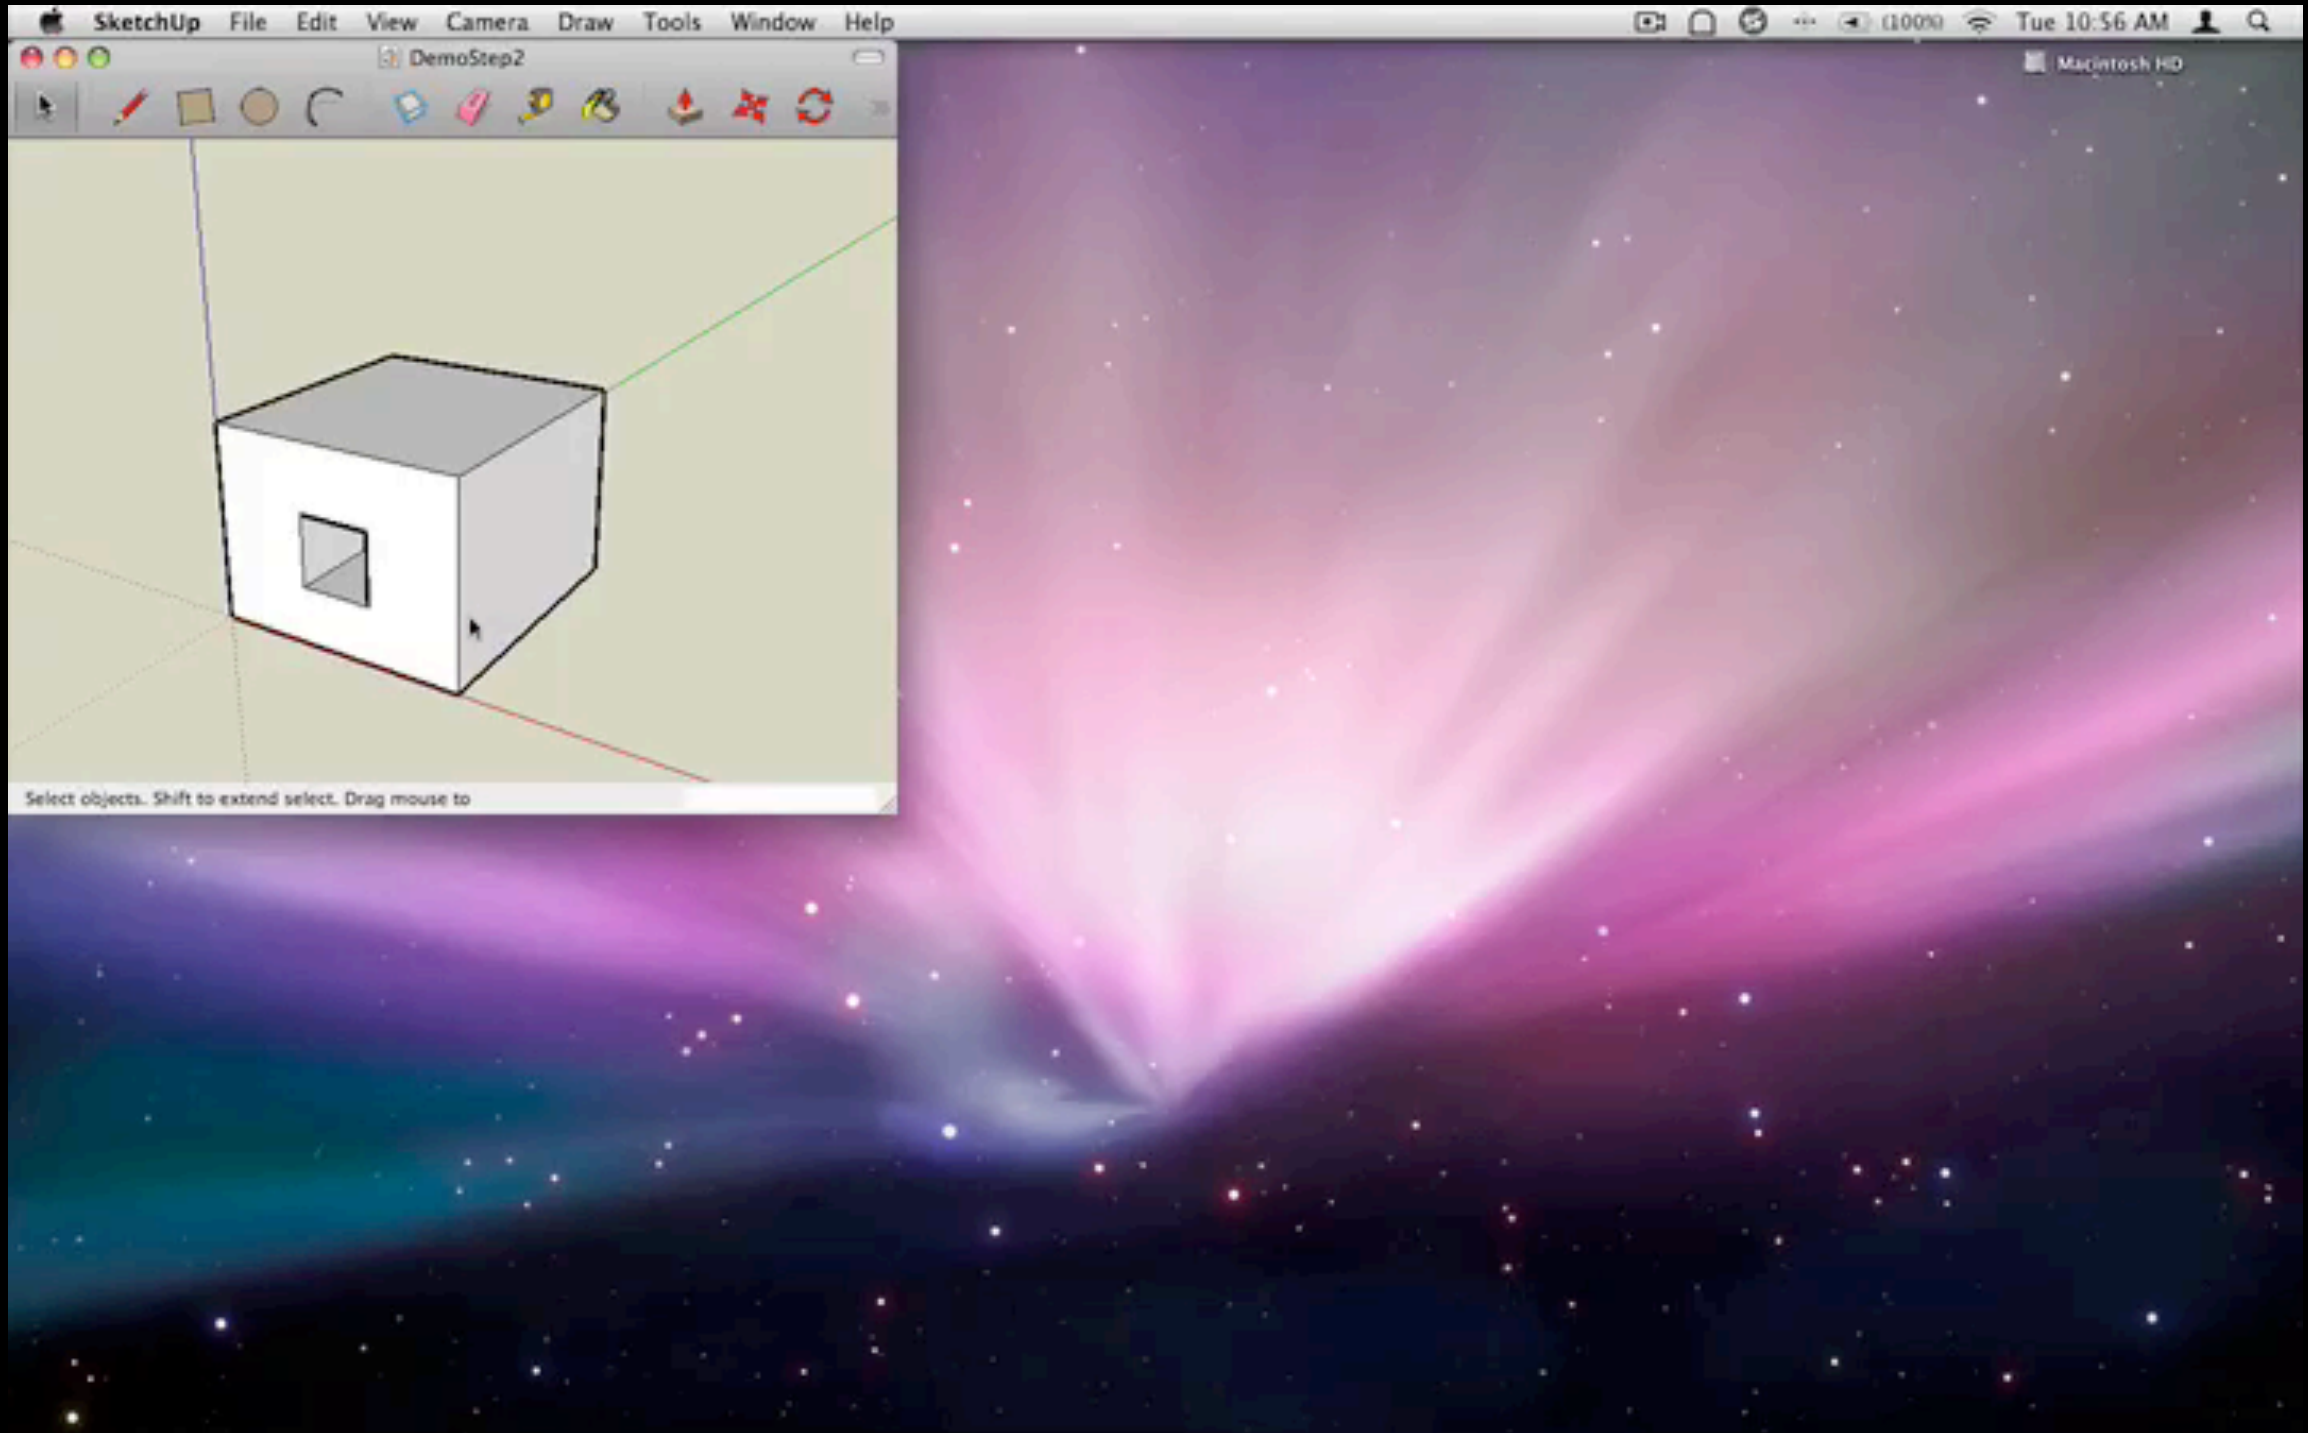 SketchUp File Edit View Camera Draw Tools Window Help (100%) Tue 10:56 AM
DemoStep2
Macintosh HD
Select objects. Shift to extend select. Drag mouse to